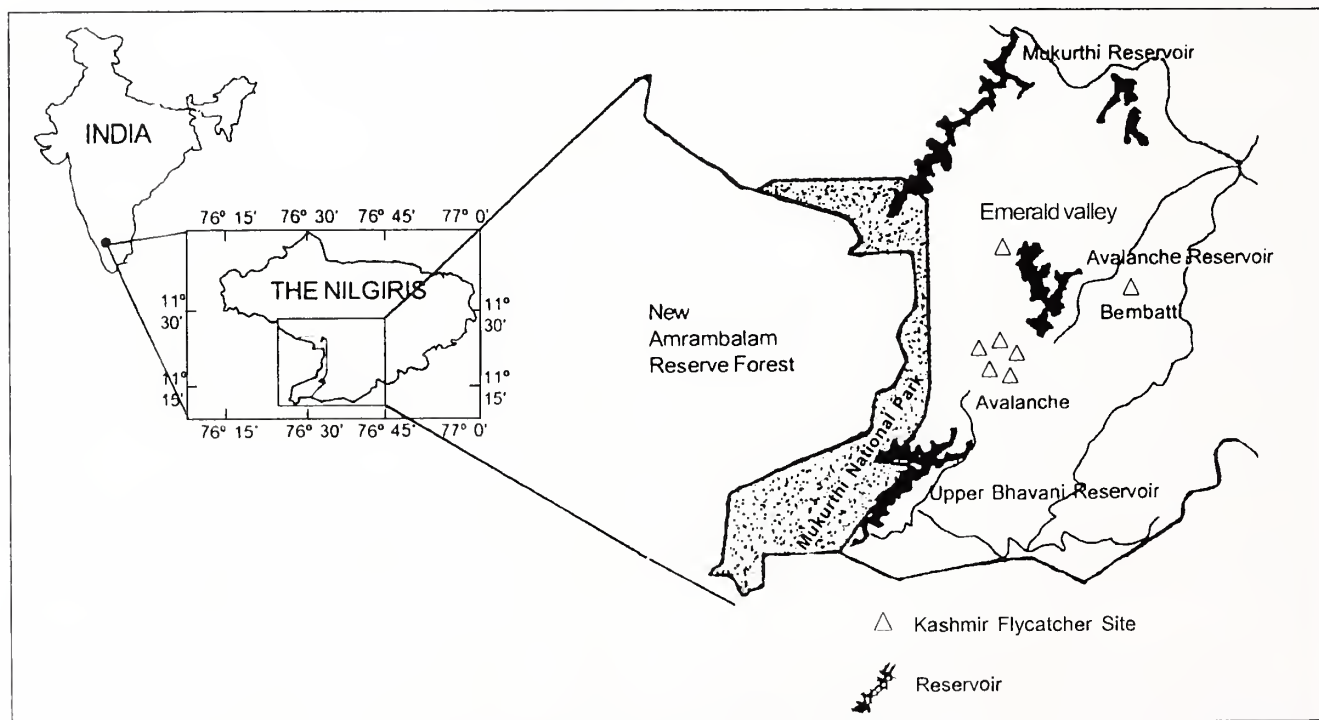 INDIA
76° 15'
76° 30'
76° 45'
77° 0'
THE NILGIRIS
11°
30'
11°
30'
11°
15'
11°
15'
76° 15'
76° 30'
76° 45'
77° 0'
New
Amrambalam
Reserve Forest
Mukurthi National Park
Mukurthi Reservoir
Emerald valley
Avalanche Reservoir
Bembatti
Avalanche
Upper Bhavani Reservoir
Kashmir Flycatcher Site
Reservoir